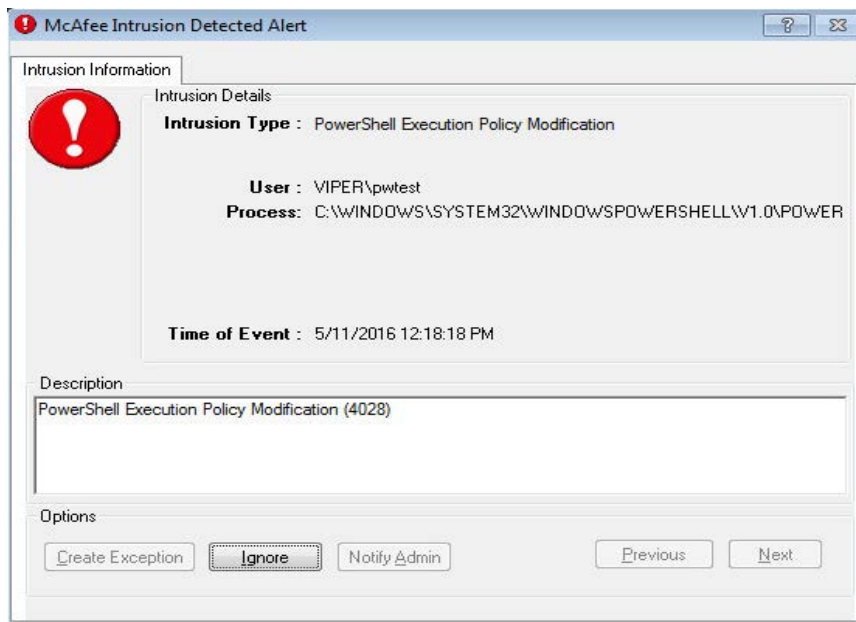 McAfee Intrusion Detected Alert
Intrusion Information
Intrusion Details
Intrusion Type : PowerShell Execution Policy Modification
User : VIPER\pwtest
Process: C:\WINDOWS\SYSTEM32\WINDOWSPOWERSHELL\V1.0\POWER
Time of Event : 5/11/2016 12:18:18 PM
Description
PowerShell Execution Policy Modification (4028)
Options
Create Exception Ignore Notify Admin Previous Next